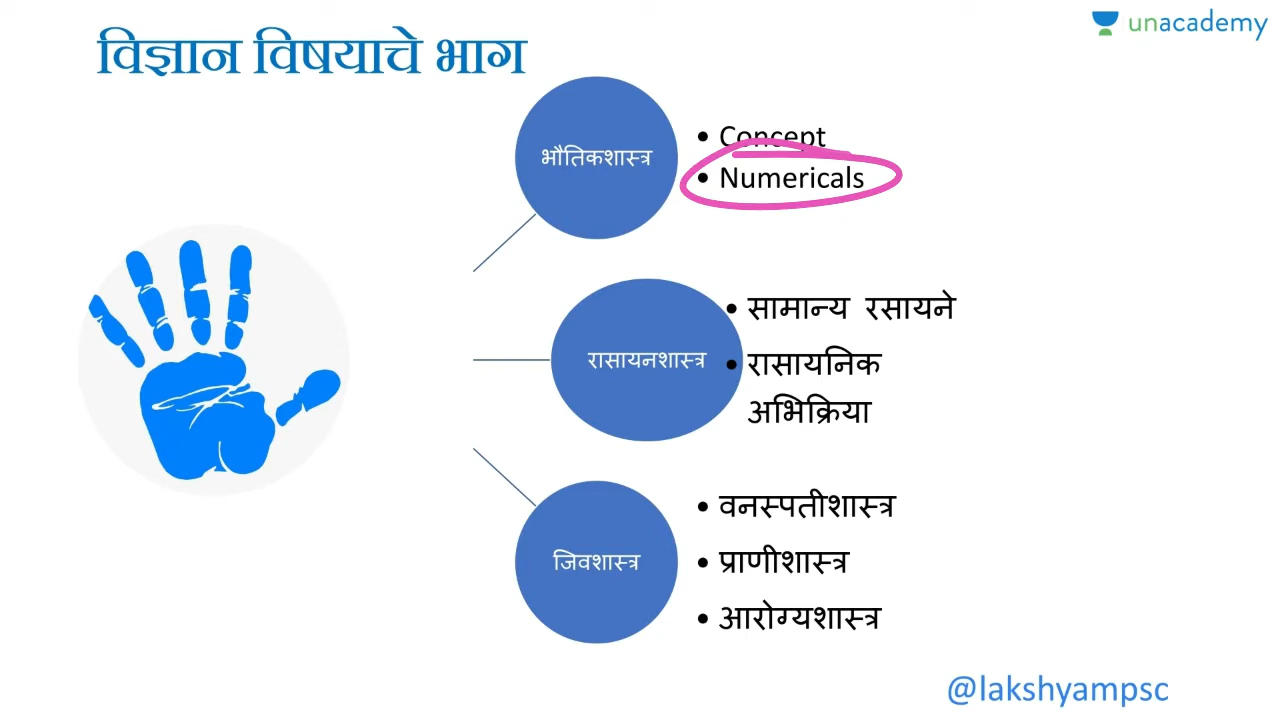 विज्ञान विषयाचे भाग
unacademy
भौतिकशास्त्र
• Concept
• Numericals
रासायनशास्त्र
• सामान्य रसायने
• रासायनिक
अभिक्रिया
जिवशास्त्र
• वनस्पतीशास्त्र
• प्राणीशास्त्र
• आरोग्यशास्त्र
@lakshyampsc